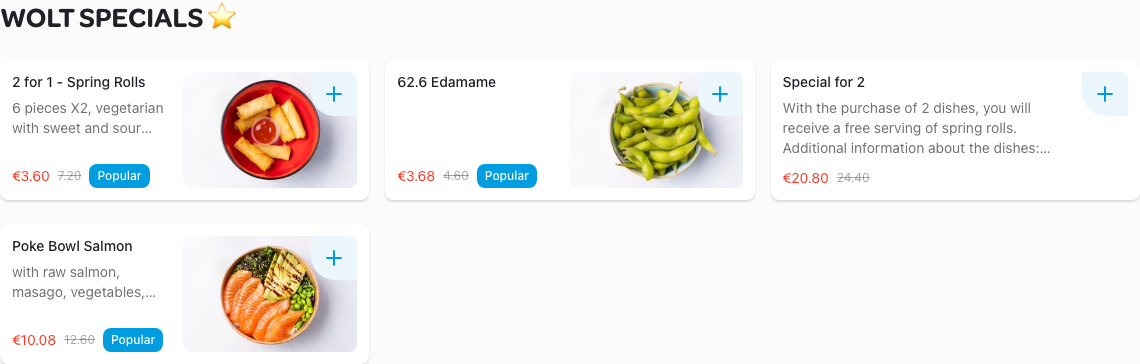 WOLT SPECIALS ⭐
2 for 1 - Spring Rolls
6 pieces X2, vegetarian
with sweet and sour...
€3.60 7.20 Popular
62.6 Edamame
€3.68 4.60 Popular
Special for 2
With the purchase of 2 dishes, you will
receive a free serving of spring rolls.
Additional information about the dishes:...
€20.80 24.40
Poke Bowl Salmon
with raw salmon,
masago, vegetables,...
€10.08 12.60 Popular